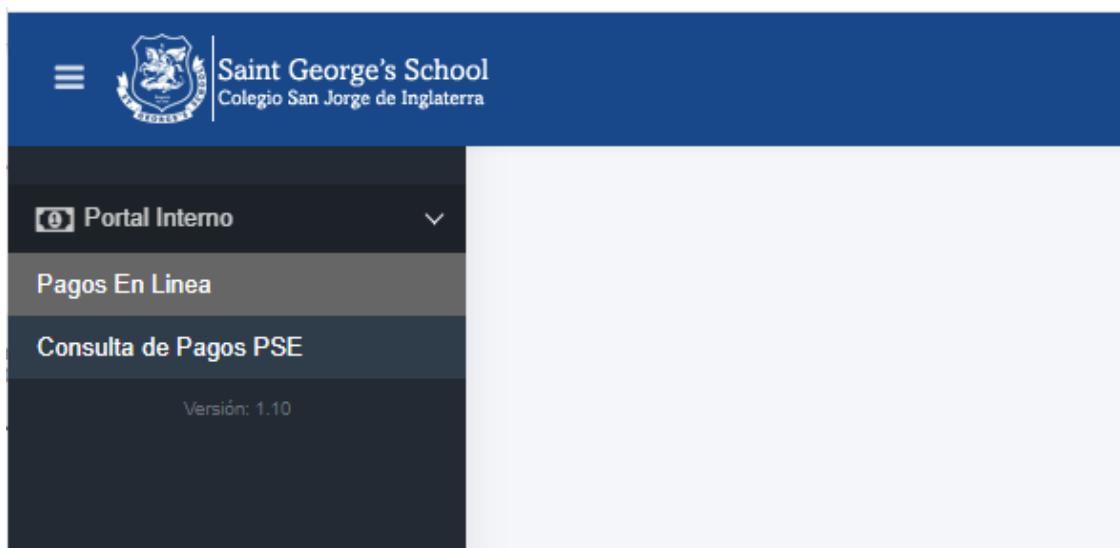 Saint George's School
Colegio San Jorge de Inglaterra
Portal Interno
Pagos En Linea
Consulta de Pagos PSE
Versión: 1.10